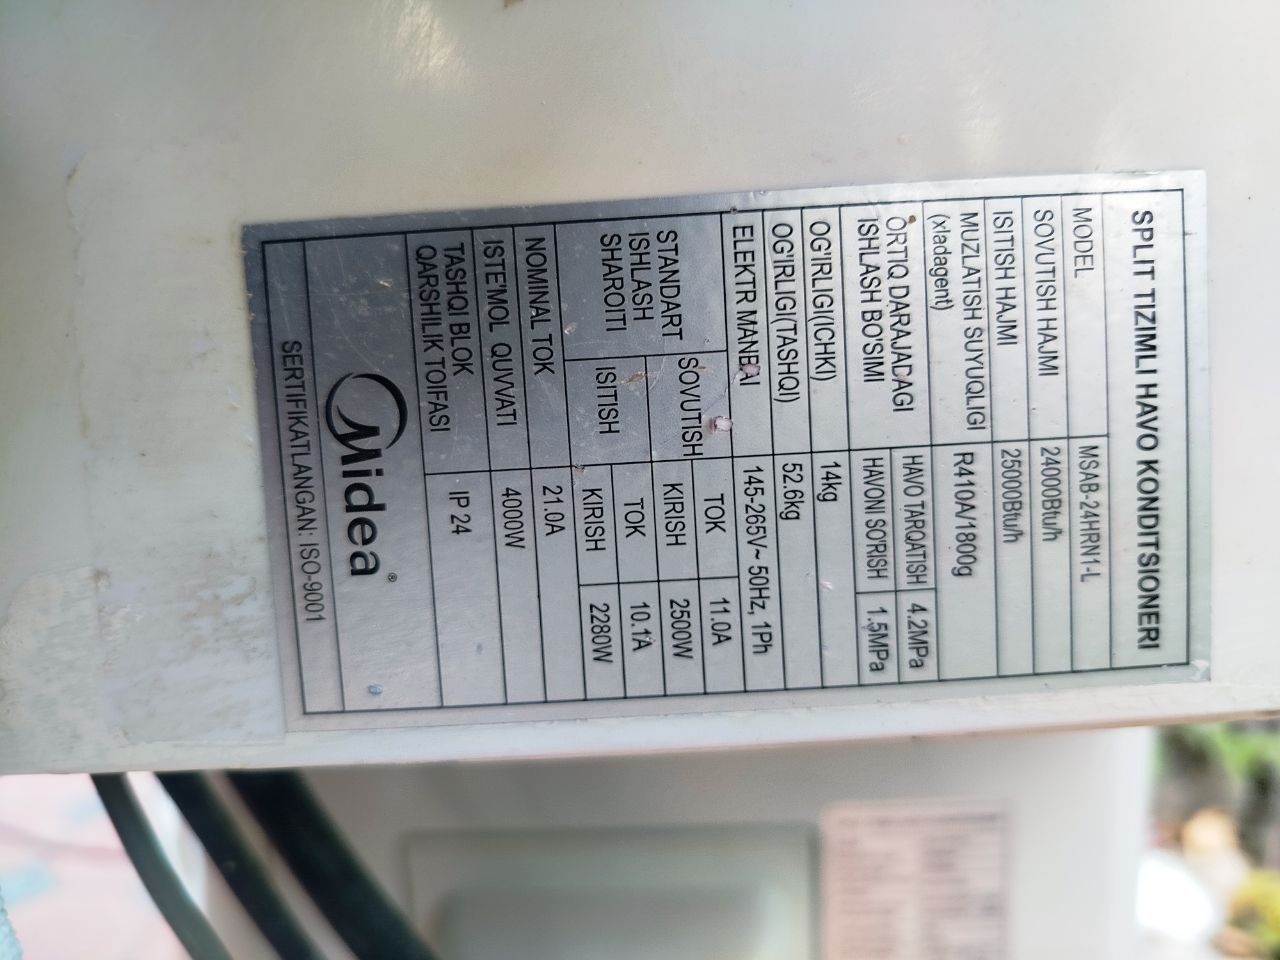 SPLIT TIZIMLI HAVO KONDITSIONERI
MODEL MSAB-24HRN1-L
SOVUTISH HAJMI 24000Btu/h
ISITISH HAJMI 25000Btu/h
MUZLATISH SUYUQLIGI R410A/1800g
(xladagent)
ORTIQ DARAJADAGI HAVO TARQATISH 4.2MPa
ISHLASH BO'SIMI HAVONI SO'RISH 1.5MPa
OG'IRLIGI(ICHKI) 14kg
OG'IRLIGI(TASHQI) 52.6kg
ELEKTR MANBAI 145-265V~ 50Hz, 1Ph
STANDART ISHLASH SHAROITI
SOVUTISH TOK 11.0A
KIRISH 2500W
ISITISH TOK 10.1A
KIRISH 2280W
NOMINAL TOK 21.0A
ISTE'MOL QUVVATI 4000W
TASHQI BLOK IP 24
QARSHILIK TOIFASI
Midea®
SERTIFIKATLANGAN: ISO-9001